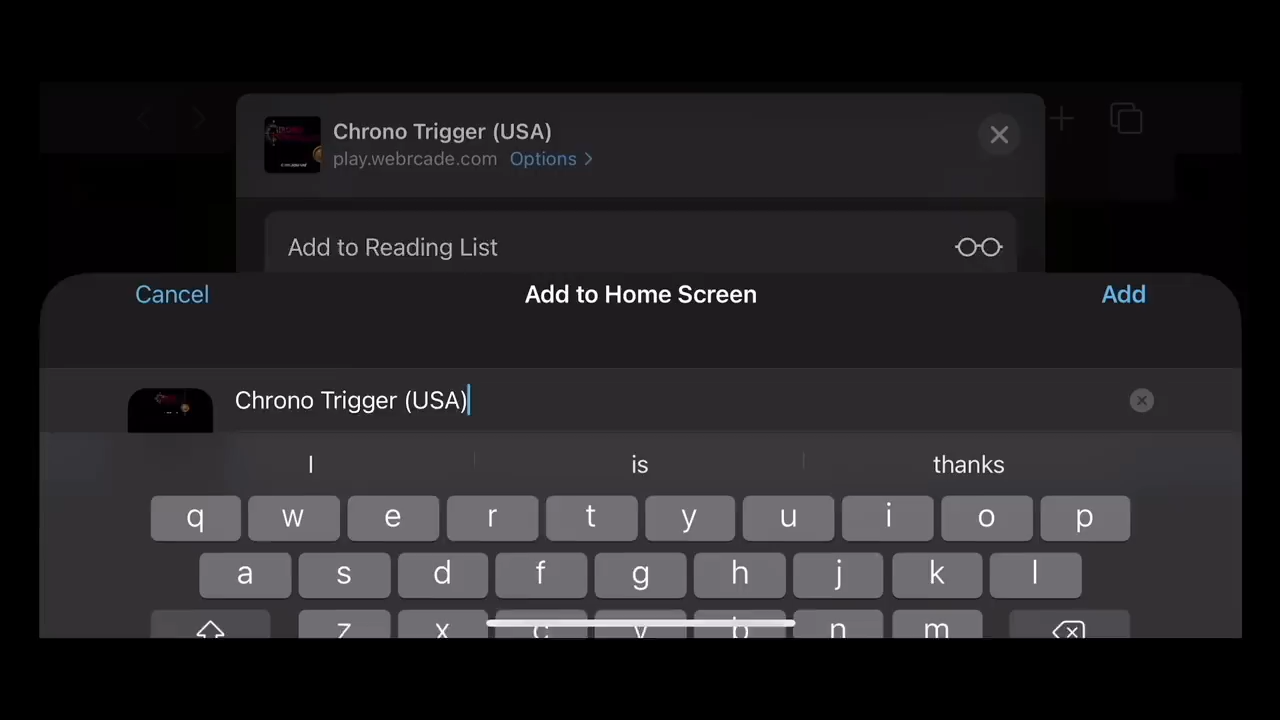 Chrono Trigger (USA)
play.webrcade.com Options
Add to Reading List
Cancel Add to Home Screen Add
Chrono Trigger (USA)
I is thanks
q w e r t y u i o p
a s d f g h j k l
z x c v b n m